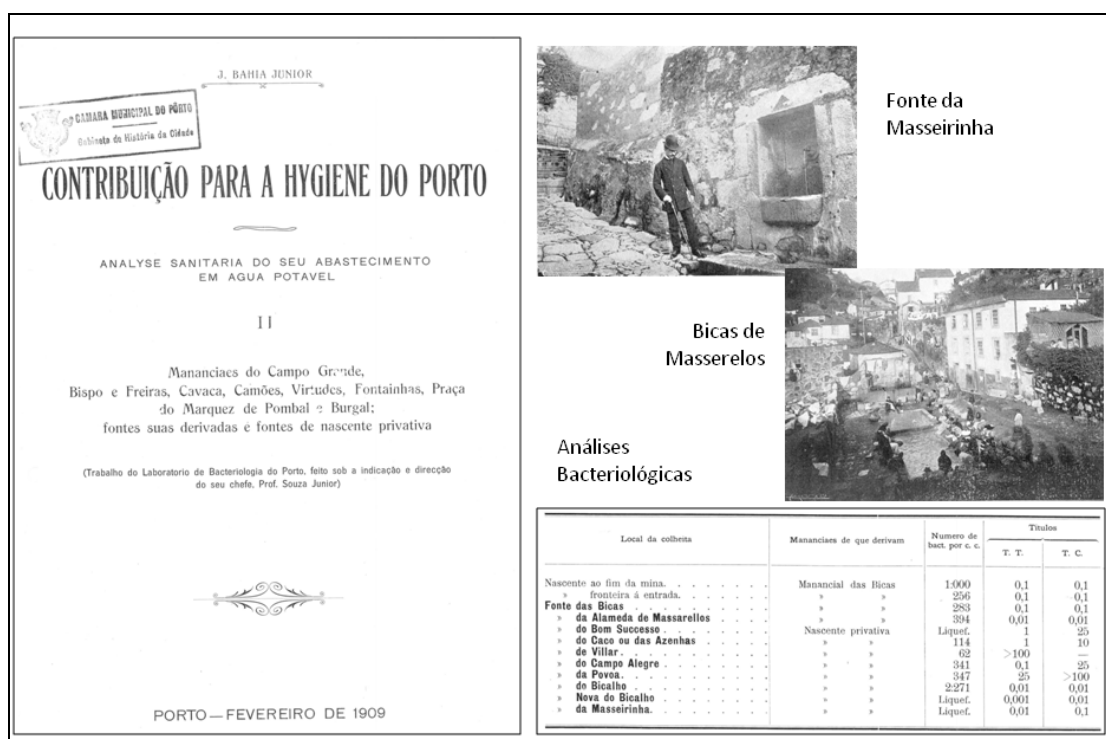 J. BAHIA JUNIOR
CAMARA MUNICIPAL DO PÔRTO
Gabinete de História da Cidade
CONTRIBUIÇÃO PARA A HYGIENE DO PORTO
ANALYSE SANITARIA DO SEU ABASTECIMENTO
EM AGUA POTAVEL
II
Mananciaes do Campo Grande,
Bispo e Freiras, Cavaca, Camões, Virtudes, Fontainhas, Praça
do Marquez de Pombal e Burgal;
fontes suas derivadas e fontes de nascente privativa
(Trabalho do Laboratorio de Bacteriologia do Porto, feito sob a indicação e direcção
do seu chefe, Prof. Souza Junior)
PORTO—FEVEREIRO DE 1909
Fonte da
Masseirinha
Bicas de
Masserelos
Análises
Bacteriológicas
Local da colheita Mananciaes de que derivam Numero de bact. por c. c. Titulos
T. T. T. C.
Nascente ao fim da mina. Manancial das Bicas 1:000 0,1 0,1
» fronteira á entrada. » » 256 0,1 0,1
Fonte das Bicas » » 283 0,1 0,1
» da Alameda de Massarellos » » 394 0,01 0,01
» do Bom Successo. Nascente privativa Liquef. 1 25
» do Caco ou das Azenhas » » 114 1 10
» de Villar. » » 62 >100 —
» do Campo Alegre » » 341 0,1 25
» da Povoa. » » 347 25 >100
» do Bicalho » » 2:271 0,01 0,01
» Nova do Bicalho » » Liquef. 0,001 0,01
» da Masseirinha. » » Liquef. 0,01 0,1